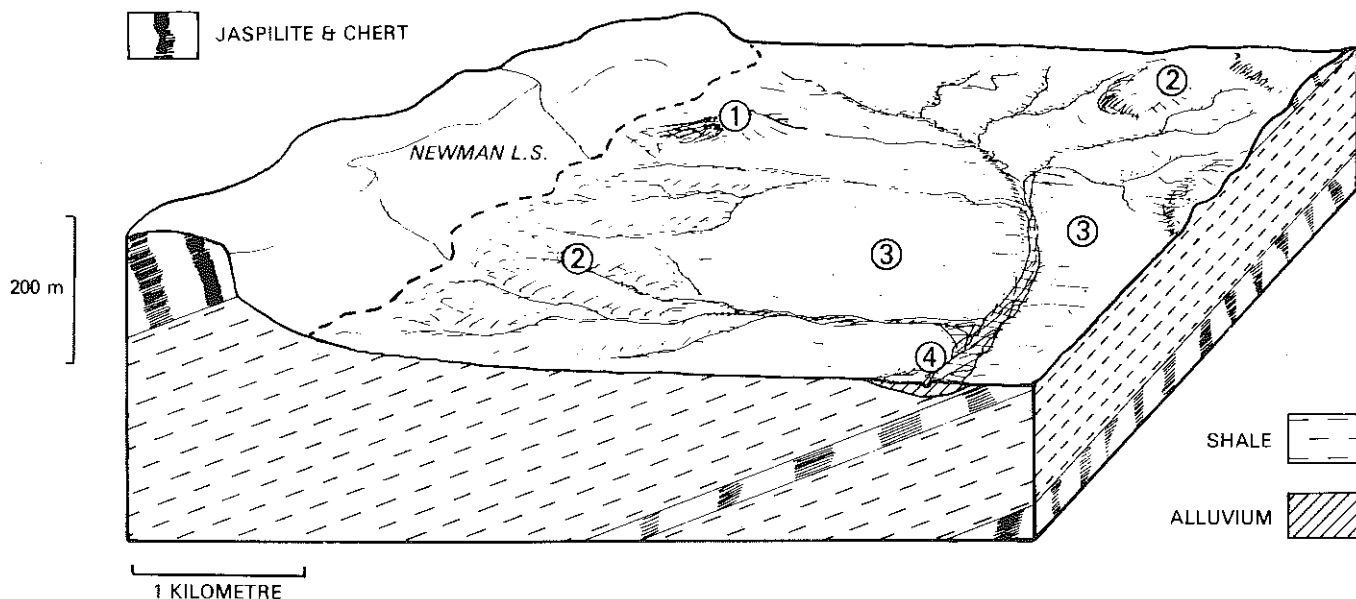 JASPILITE & CHERT
2
1
NEWMAN L.S.
3
2
3
200 m
4
SHALE
ALLUVIUM
1 KILOMETRE